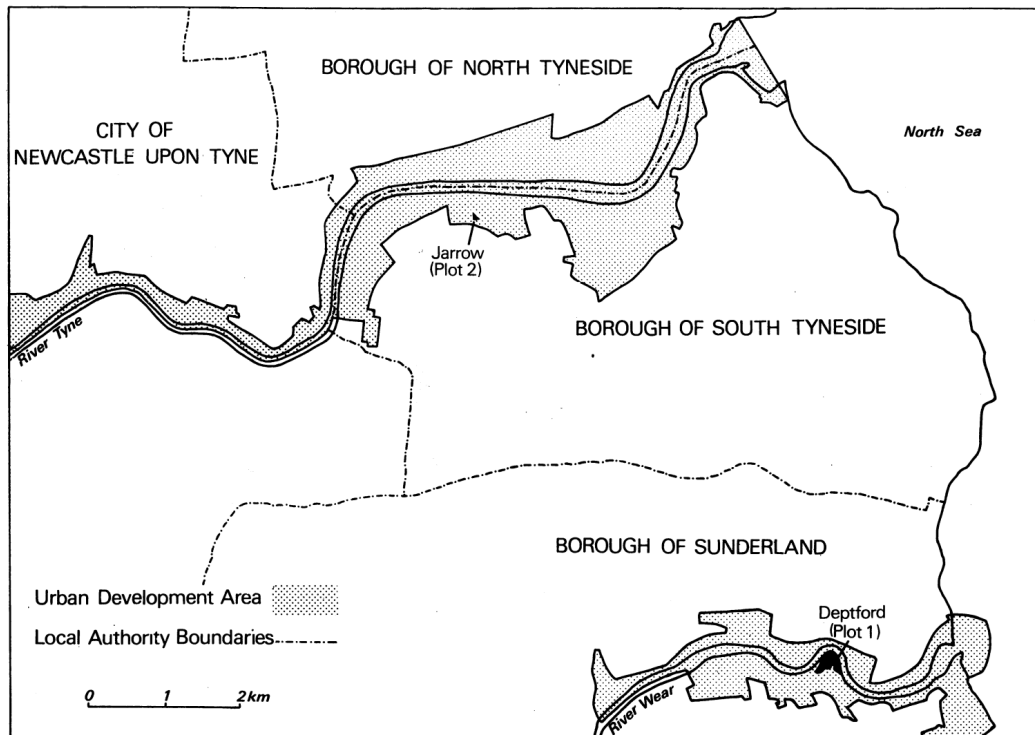 BOROUGH OF NORTH TYNESIDE
CITY OF
NEWCASTLE UPON TYNE
North Sea
Jarrow
(Plot 2)
River Tyne
BOROUGH OF SOUTH TYNESIDE
BOROUGH OF SUNDERLAND
Urban Development Area
Local Authority Boundaries
Deptford
(Plot 1)
0 1 2km
River Wear